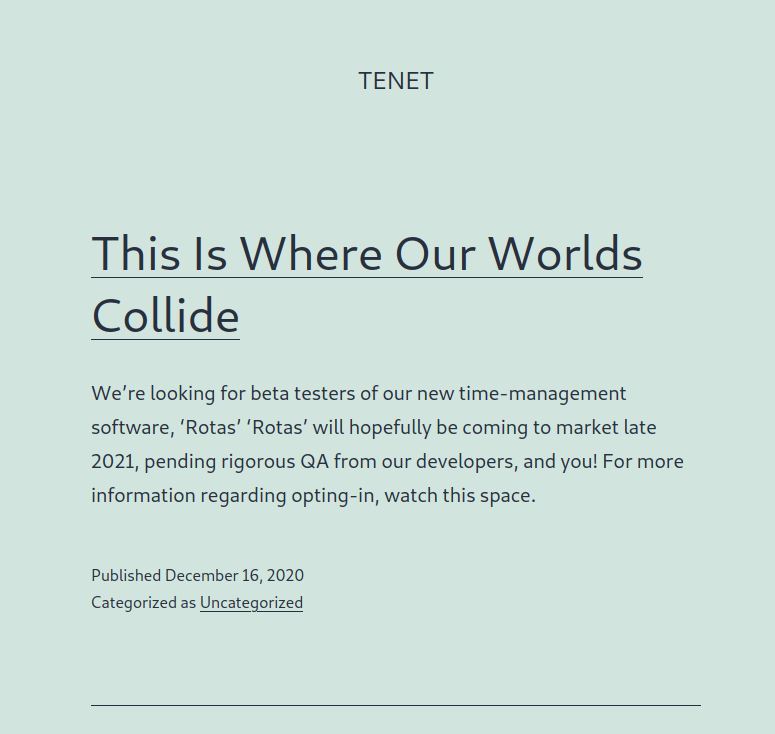 TENET
This Is Where Our Worlds
Collide
We’re looking for beta testers of our new time-management
software, ‘Rotas’ ‘Rotas’ will hopefully be coming to market late
2021, pending rigorous QA from our developers, and you! For more
information regarding opting-in, watch this space.
Published December 16, 2020
Categorized as Uncategorized